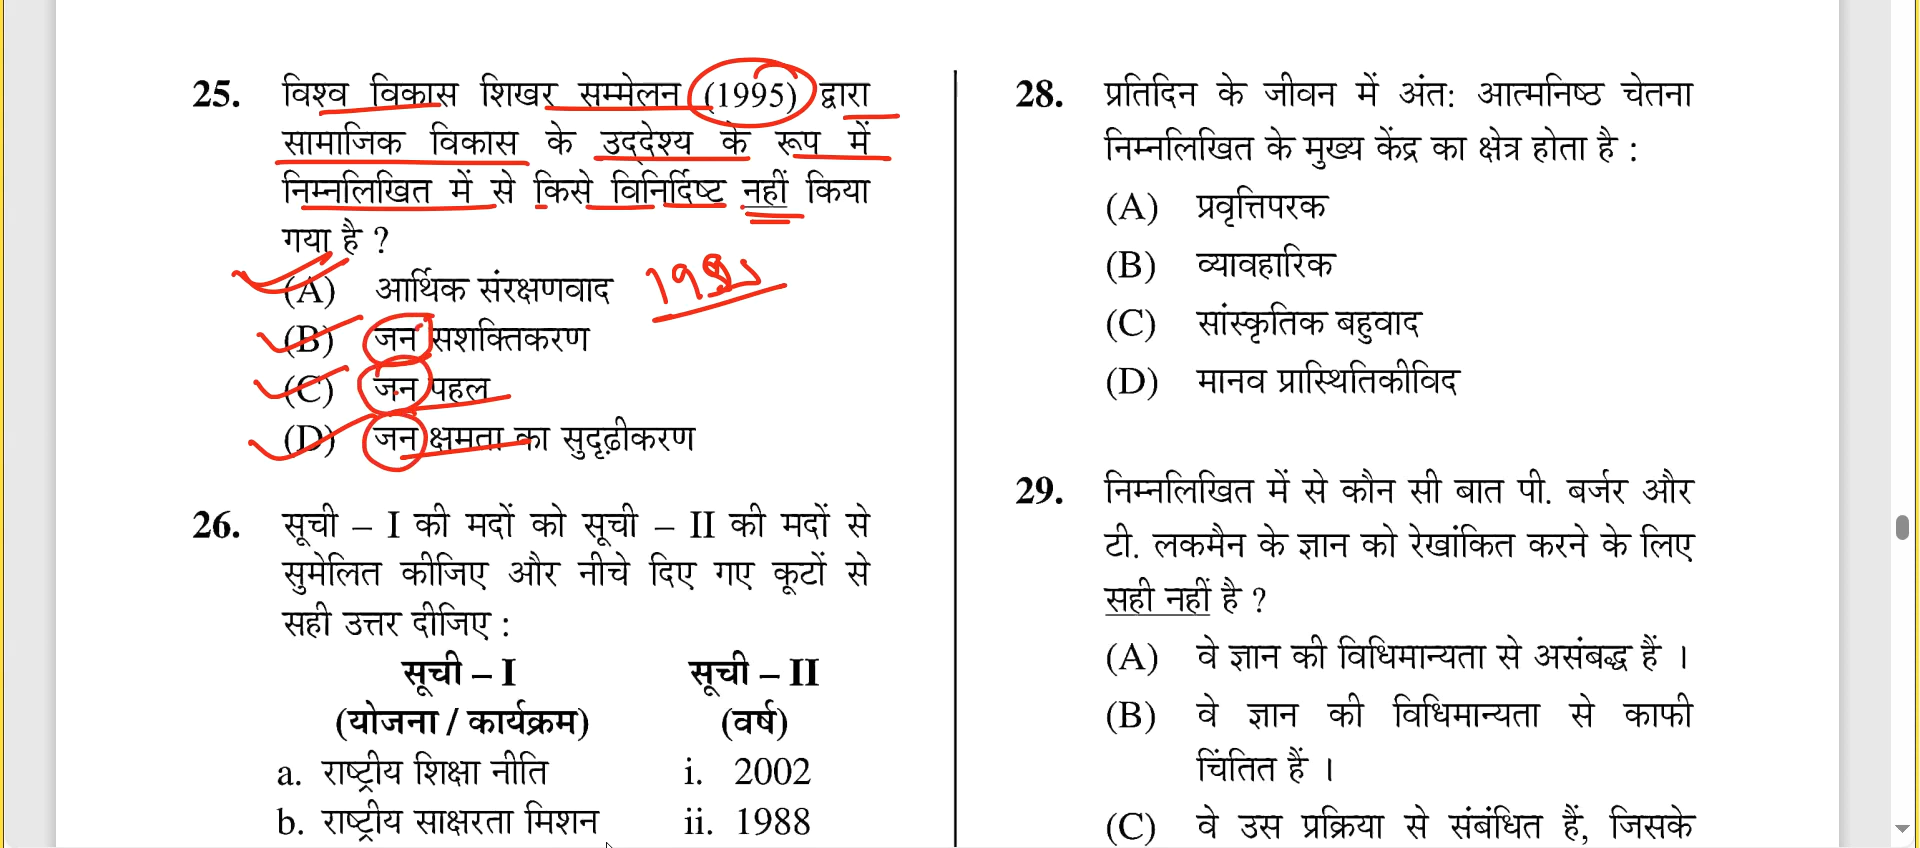 25. विश्व विकास शिखर सम्मेलन (1995) द्वारा
सामाजिक विकास के उद्देश्य के रूप में
निम्नलिखित में से किसे विनिर्दिष्ट नहीं किया
गया है ?
(A) आर्थिक संरक्षणवाद
(B) जन सशक्तिकरण
(C) जन पहल
(D) जन क्षमता का सुदृढ़ीकरण
26. सूची – I की मदों को सूची – II की मदों से
सुमेलित कीजिए और नीचे दिए गए कूटों से
सही उत्तर दीजिए :
सूची – I सूची – II
(योजना / कार्यक्रम) (वर्ष)
a. राष्ट्रीय शिक्षा नीति i. 2002
b. राष्ट्रीय साक्षरता मिशन ii. 1988
28. प्रतिदिन के जीवन में अंत: आत्मनिष्ठ चेतना
निम्नलिखित के मुख्य केंद्र का क्षेत्र होता है :
(A) प्रवृत्तिपरक
(B) व्यावहारिक
(C) सांस्कृतिक बहुवाद
(D) मानव प्रास्थितिकीविद
29. निम्नलिखित में से कौन सी बात पी. बर्जर और
टी. लकमैन के ज्ञान को रेखांकित करने के लिए
सही नहीं है ?
(A) वे ज्ञान की विधिमान्यता से असंबद्ध हैं ।
(B) वे ज्ञान की विधिमान्यता से काफी
चिंतित हैं ।
(C) वे उस प्रक्रिया से संबंधित हैं, जिसके